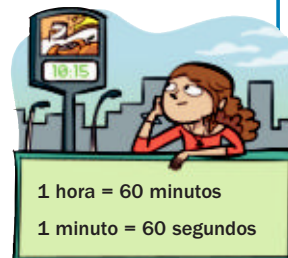 10:15
1 hora = 60 minutos
1 minuto = 60 segundos